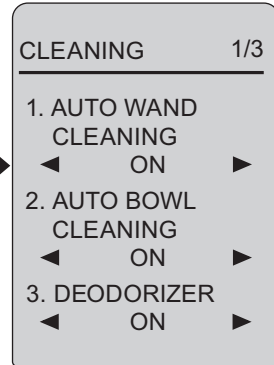 CLEANING 1/3
1. AUTO WAND
CLEANING
◀ ON ▶
2. AUTO BOWL
CLEANING
◀ ON ▶
3. DEODORIZER
◀ ON ▶